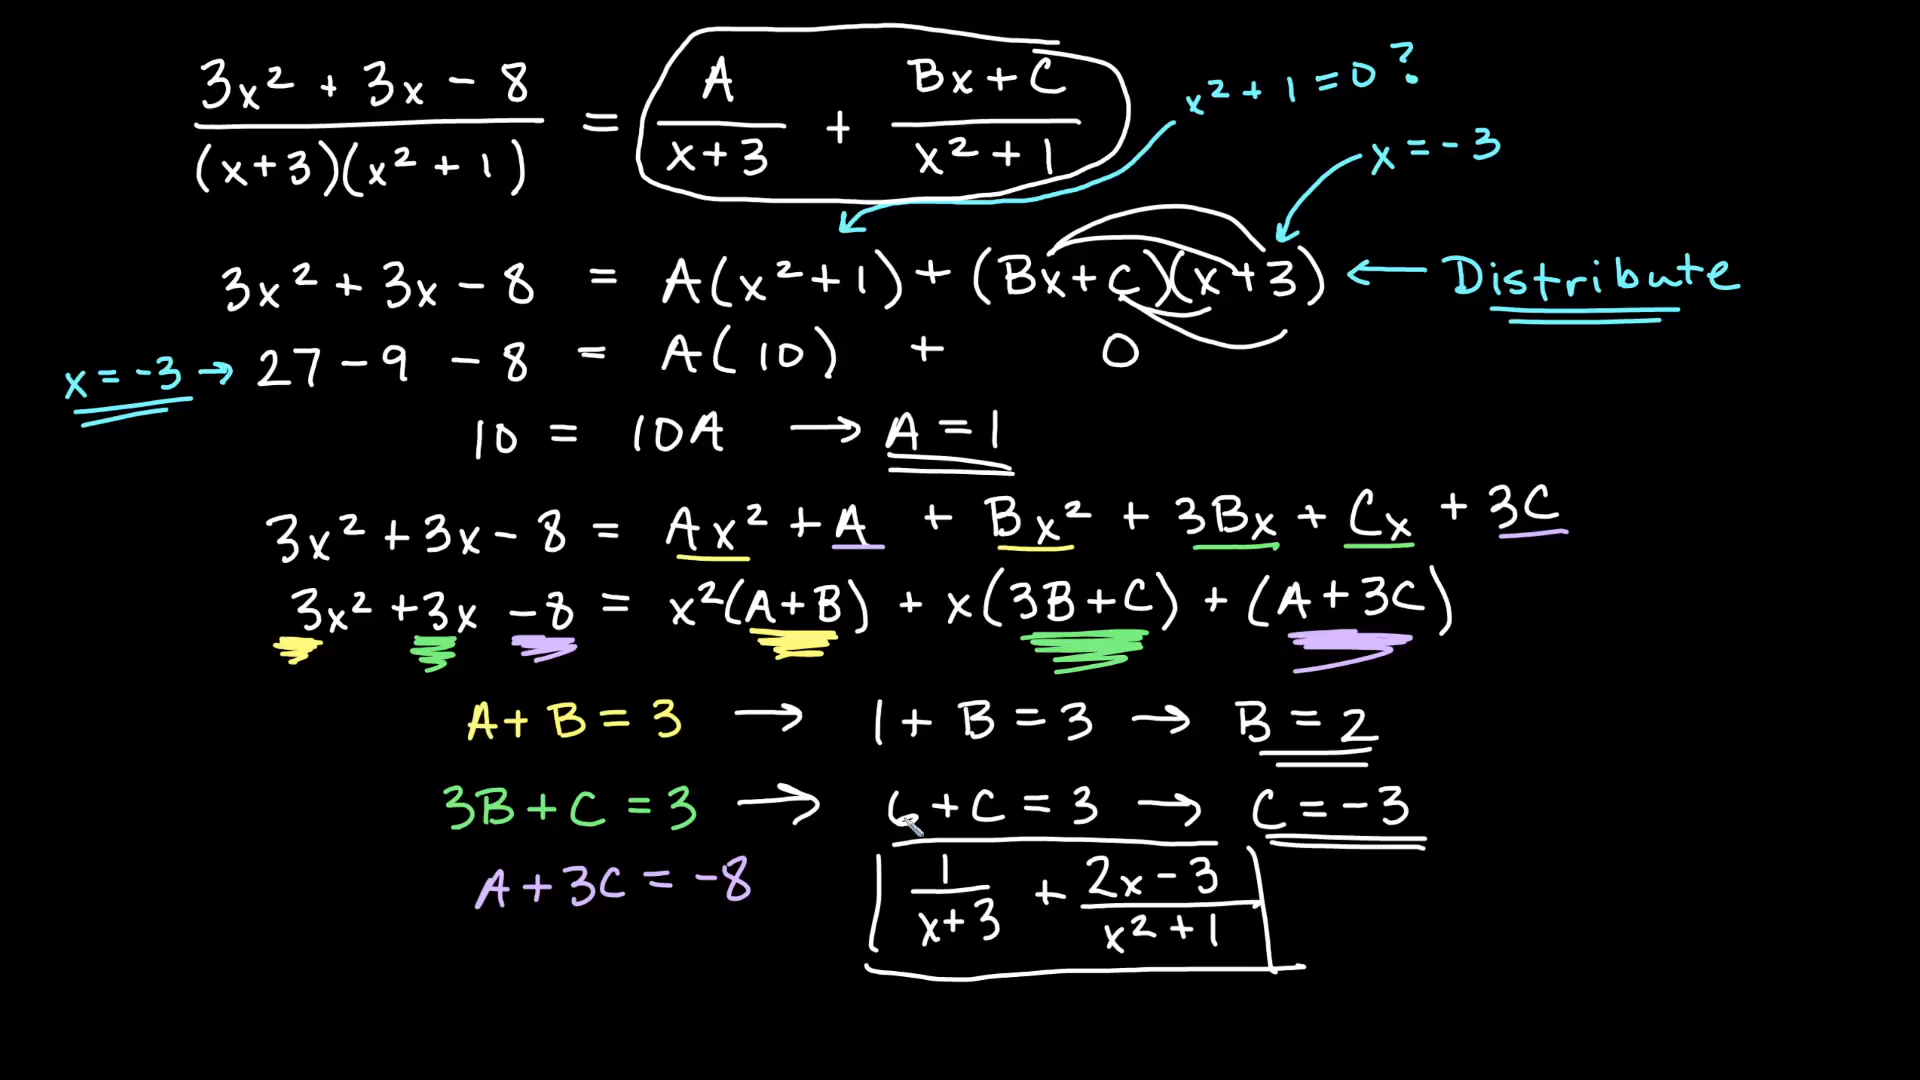 3x² + 3x - 8 / (x+3)(x²+1) = A / x+3 + Bx+C / x²+1
x²+1=0?
x=-3
3x²+3x-8 = A(x²+1)+(Bx+C)(x+3) ← Distribute
x=-3 → 27-9-8 = A(10) + 0
10 = 10A → A=1
3x²+3x-8 = Ax²+A + Bx² + 3Bx + Cx + 3C
3x²+3x-8 = x²(A+B) + x(3B+C) + (A+3C)
A+B=3 → 1+B=3 → B=2
3B+C=3 → 6+C=3 → C=-3
A+3C=-8
1 / x+3 + 2x-3 / x²+1